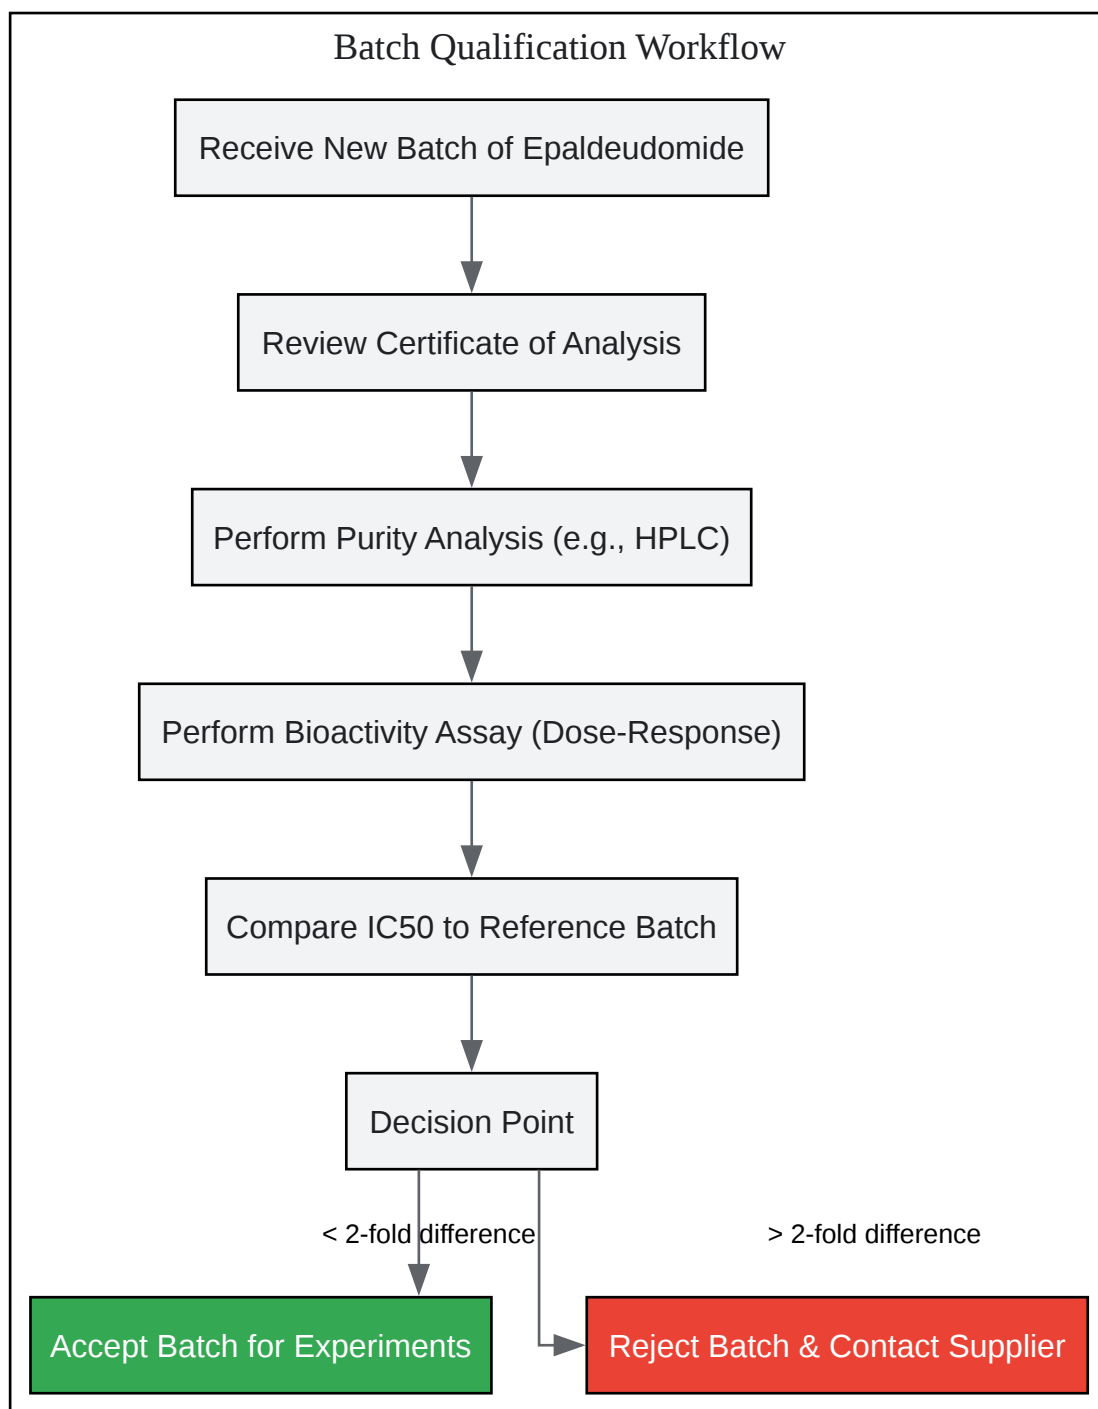 Batch Qualification Workflow
Receive New Batch of Epaldeudomide
Review Certificate of Analysis
Perform Purity Analysis (e.g., HPLC)
Perform Bioactivity Assay (Dose-Response)
Compare IC50 to Reference Batch
Decision Point
< 2-fold difference
> 2-fold difference
Accept Batch for Experiments
Reject Batch & Contact Supplier